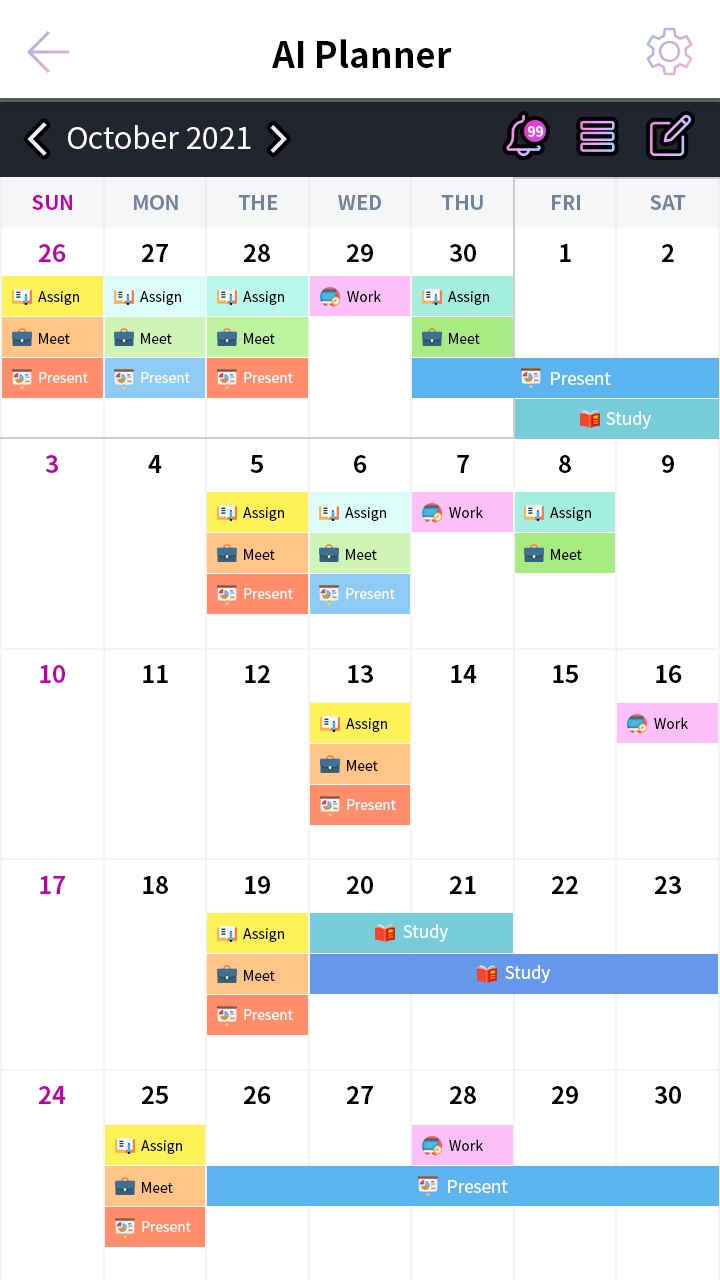 AI Planner
October 2021
99
SUN MON THE WED THU FRI SAT
26 27 28 29 30 1 2
Assign Assign Assign Work Assign
Meet Meet Meet Meet
Present Present Present Present
Study
3 4 5 6 7 8 9
Assign Assign Work Assign
Meet Meet Meet
Present Present
10 11 12 13 14 15 16
Assign Work
Meet
Present
17 18 19 20 21 22 23
Assign Study
Meet Study
Present
24 25 26 27 28 29 30
Assign Work
Meet Present
Present